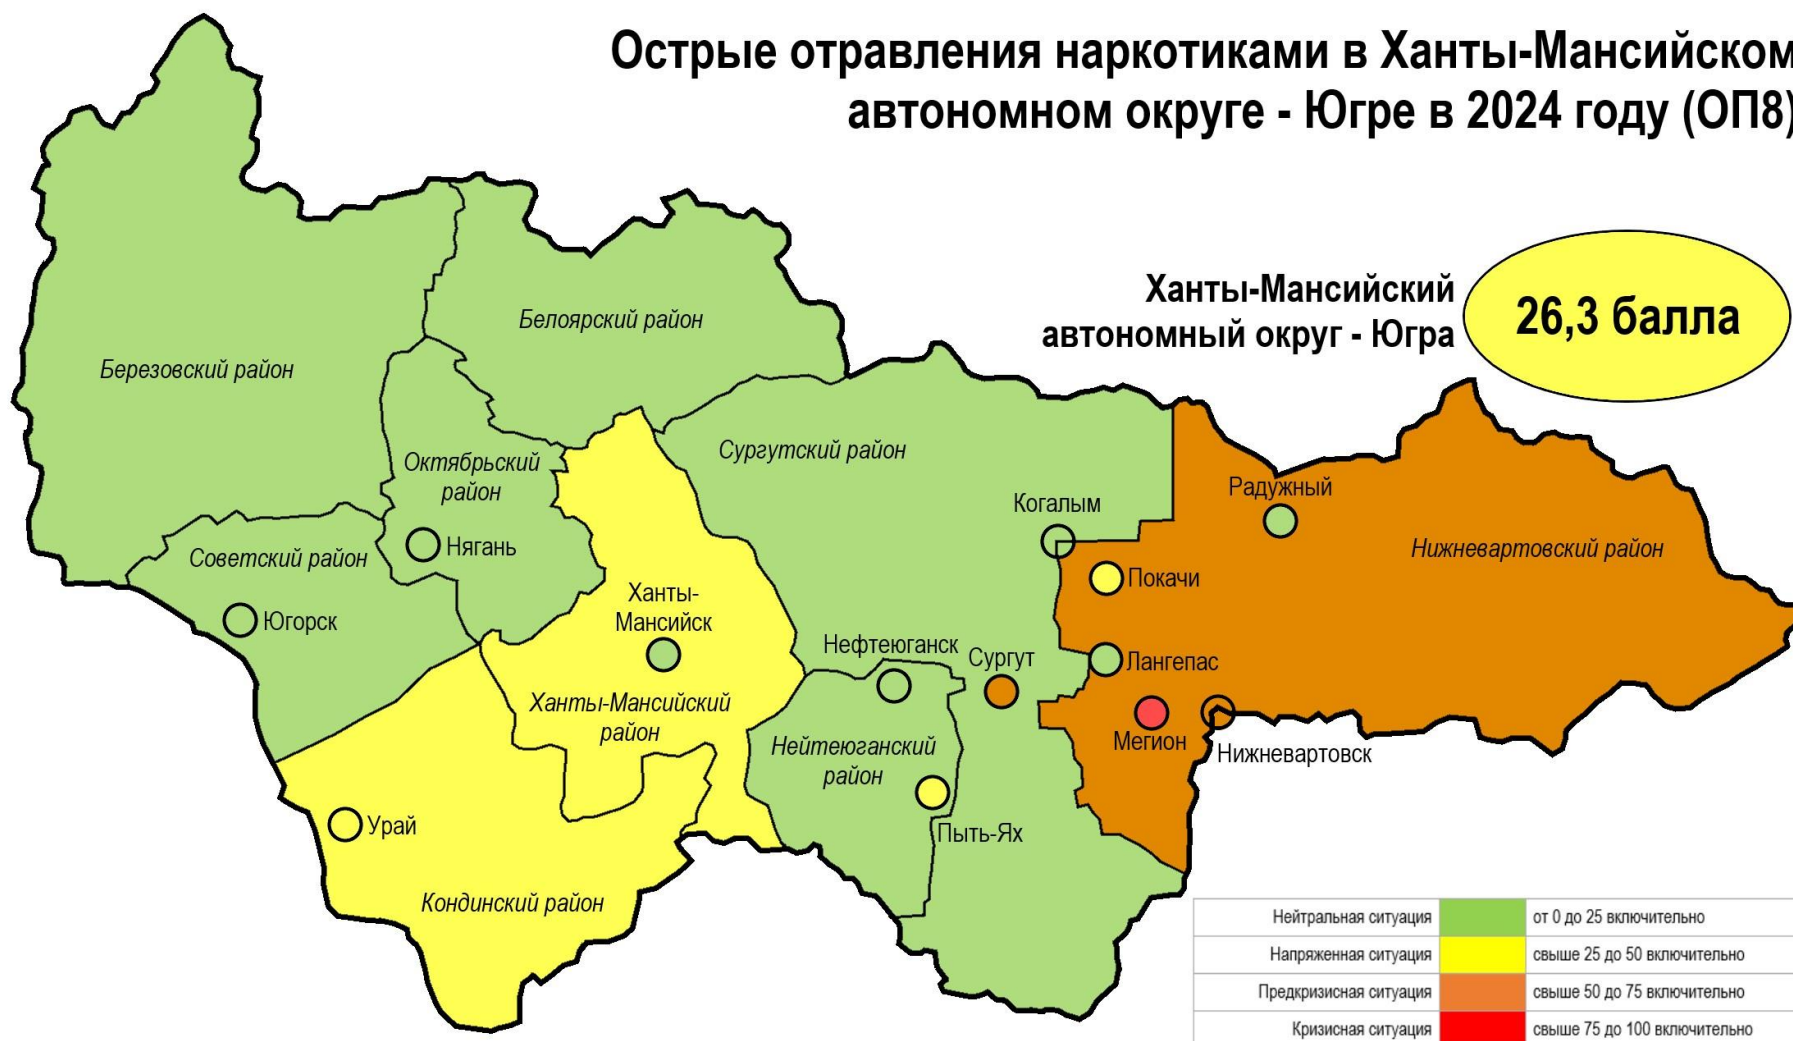 Острые отравления наркотиками в Ханты-Мансийском
автономном округе - Югре в 2024 году (ОП8)
Ханты-Мансийский
автономный округ - Югра
26,3 балла
Березовский район
Белоярский район
Октябрьский
район
Сургутский район
Когалым
Радужный
Нижневартовский район
Нягань
Советский район
Югорск
Ханты-
Мансийск
Покачи
Нефтеюганск
Сургут
Лангепас
Ханты-Мансийский
район
Мегион
Нижневартовск
Нейтеюганский
район
Урай
Пыть-Ях
Кондинский район
Нейтральная ситуация
от 0 до 25 включительно
Напряженная ситуация
свыше 25 до 50 включительно
Предкризисная ситуация
свыше 50 до 75 включительно
Кризисная ситуация
свыше 75 до 100 включительно